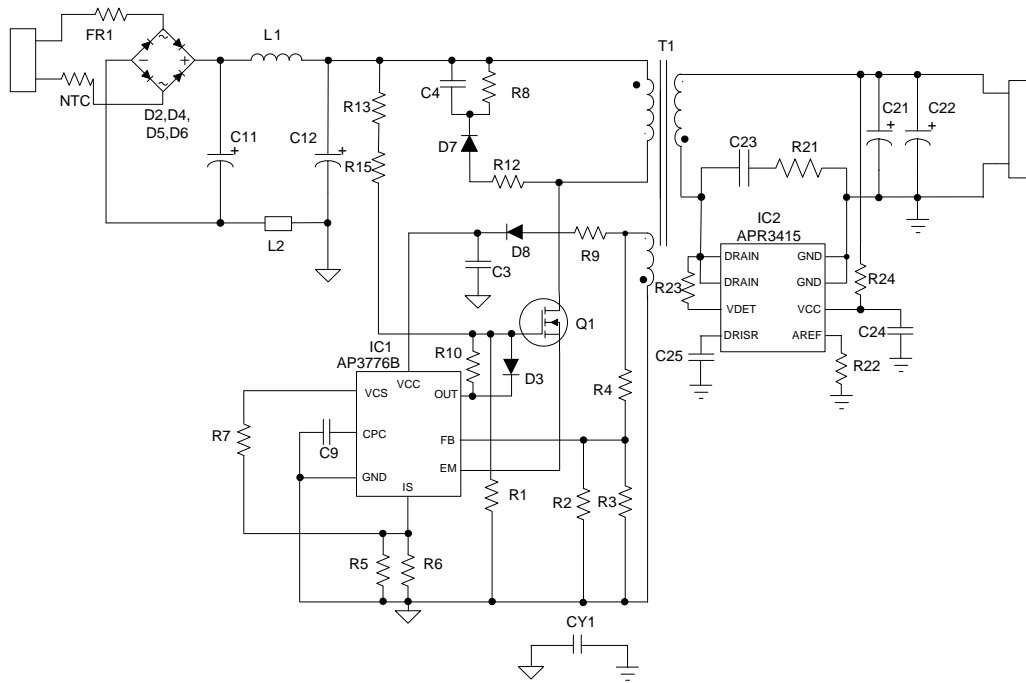 FR1
L1
T1
NTC
D2,D4,
D5,D6
C11
+
C12
+
R13
R15
C4
R8
D7
R12
L2
C21
+
C22
+
C23
R21
IC2
APR3415
DRAIN
GND
DRAIN
GND
VDET
VCC
DRISR
AREF
R23
R24
C24
C25
R22
C3
D8
R9
Q1
R10
D3
R4
IC1
AP3776B
VCS
VCC
OUT
CPC
FB
GND
EM
IS
R7
C9
R1
R2
R3
R5
R6
CY1